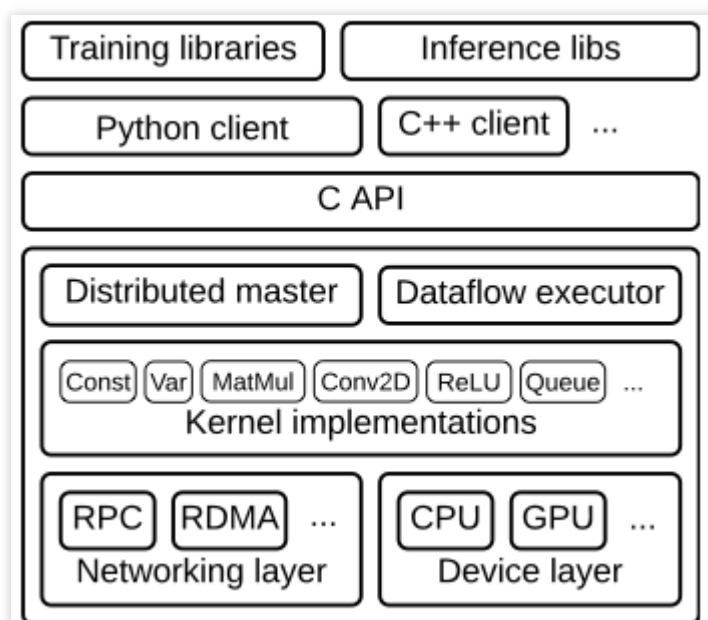 Training libraries Inference libs
Python client C++ client ...
C API
Distributed master Dataflow executor
Const Var MatMul Conv2D ReLU Queue ...
Kernel implementations
RPC RDMA ... CPU GPU ...
Networking layer Device layer